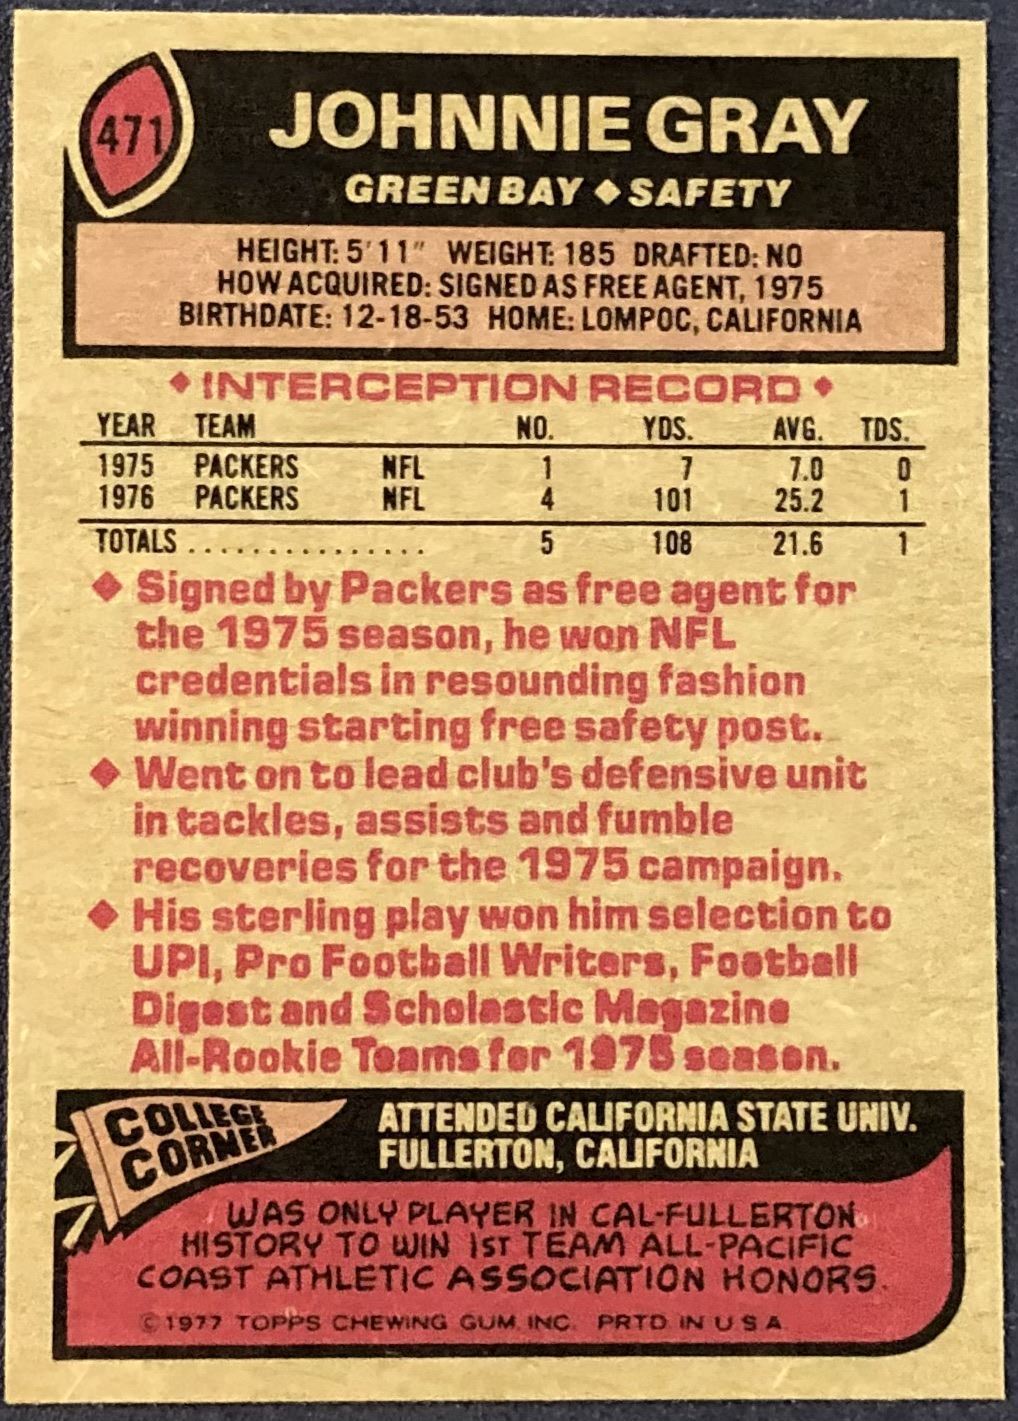 471
JOHNNIE GRAY
GREEN BAY ♦ SAFETY
HEIGHT: 5'11" WEIGHT: 185 DRAFTED: NO
HOW ACQUIRED: SIGNED AS FREE AGENT, 1975
BIRTHDATE: 12-18-53 HOME: LOMPOC, CALIFORNIA
♦ INTERCEPTION RECORD ♦
YEAR TEAM NO. YDS. AVG. TDS.
1975 PACKERS NFL 1 7 7.0 0
1976 PACKERS NFL 4 101 25.2 1
TOTALS ................ 5 108 21.6 1
♦ Signed by Packers as free agent for
the 1975 season, he won NFL
credentials in resounding fashion
winning starting free safety post.
♦ Went on to lead club's defensive unit
in tackles, assists and fumble
recoveries for the 1975 campaign.
♦ His sterling play won him selection to
UPI, Pro Football Writers, Football
Digest and Scholastic Magazine
All-Rookie Teams for 1975 season.
COLLEGE
CORNER
ATTENDED CALIFORNIA STATE UNIV.
FULLERTON, CALIFORNIA
WAS ONLY PLAYER IN CAL-FULLERTON
HISTORY TO WIN 1ST TEAM ALL-PACIFIC
COAST ATHLETIC ASSOCIATION HONORS.
© 1977 TOPPS CHEWING GUM, INC. PRTD. IN U.S.A.